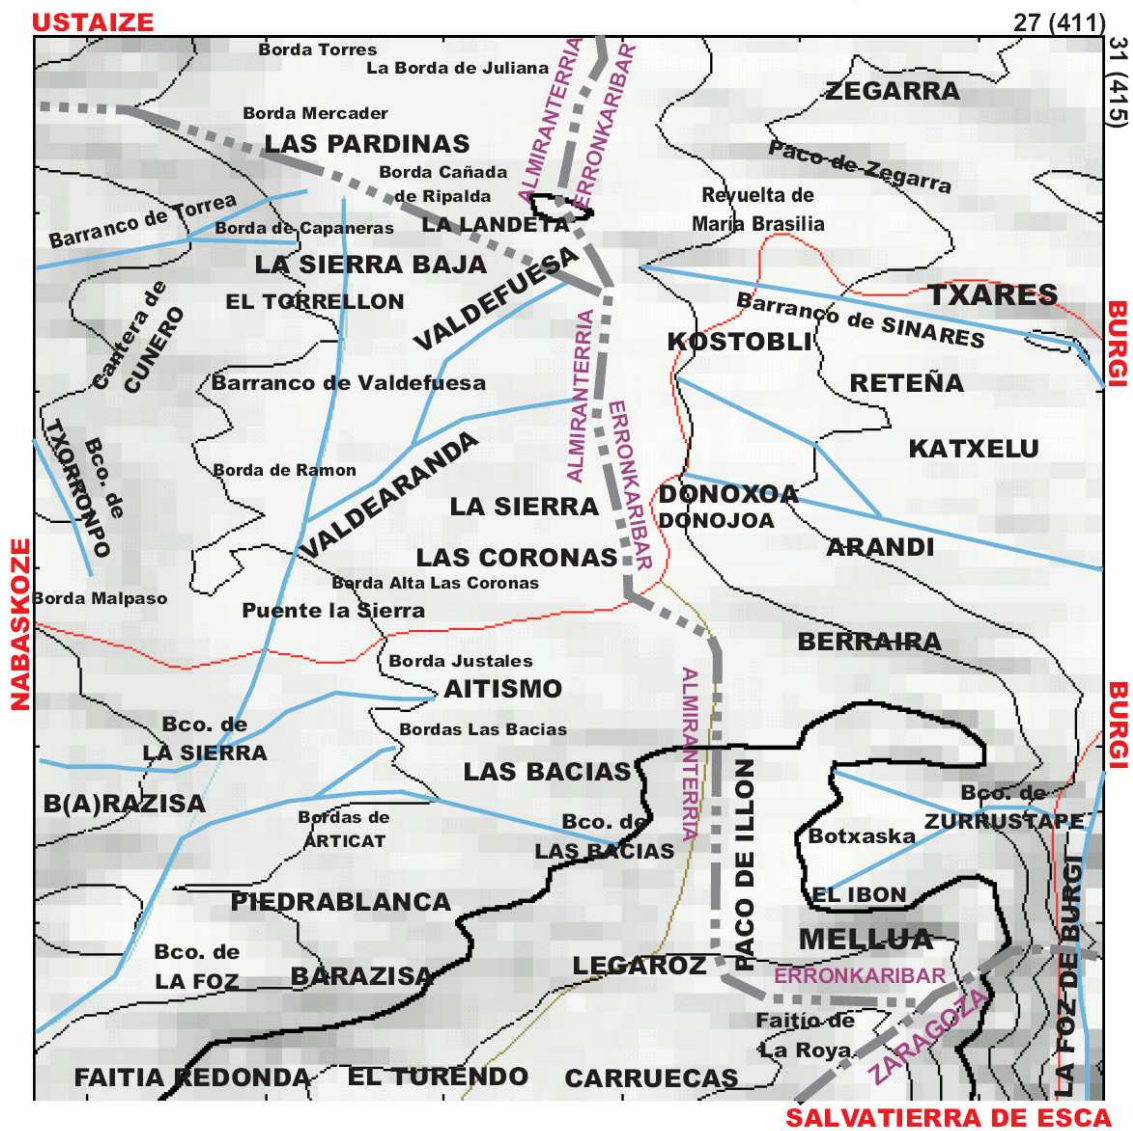 USTAIZE
27 (411)
31 (415)
Borda Torres
La Borda de Juliana
ALMIRANTERRIA
ERRONKARIBAR
ZEGARRA
Borda Mercader
LAS PARDINAS
Paco de Zegarra
Borda Cañada
de Ripalda
Revuelta de
Maria Brasilia
Barranco de Torrea
Borda de Capaneras
LA LANDETA
LA SIERRA BAJA
VALDEFUESA
EL TORRELLON
TXARES
Barranco de SINARES
BURGI
Cantera de
CUNERO
ALMIRANTERRIA
KOSTOBLI
Barranco de Valdefuesa
RETEÑA
ERRONKARIBAR
TXORRONPO
Bco. de
KATXELU
Borda de Ramon
VALDEARANDA
LA SIERRA
DONOXOA
DONOJOA
NABASKOZE
LAS CORONAS
ARANDI
Barda Alta Las Coronas
Borda Malpaso
Puente la Sierra
BERRAIRA
Borda Justales
AITISMO
ALMIRANTERRIA
BURGI
Bco. de
LA SIERRA
Bordas Las Bacias
LAS BACIAS
PACO DE ILLON
B(A)RAZISA
Bco. de
ZURRUSTAPE
Bordas de
ARTICAT
Bco. de
LAS BACIAS
Botxaska
EL IBON
PIEDRABLANCA
LA FOZ DE BURGI
MELLUA
Bco. de
LA FOZ
BARAZISA
LEGAROZ
ERRONKARIBAR
Faitio de
La Roya
ZARAGOZA
FAITIA REDONDA
EL TURENDO
CARRUECAS
SALVATIERRA DE ESCA